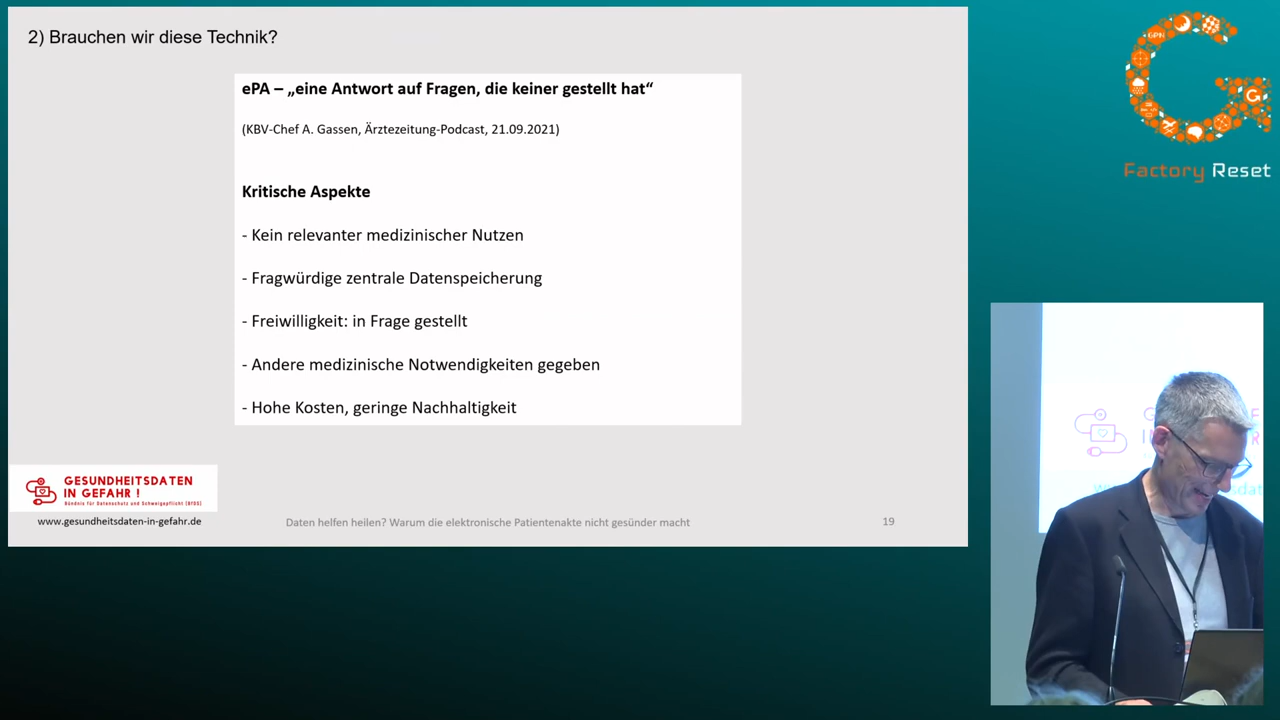 2) Brauchen wir diese Technik?
ePA – „eine Antwort auf Fragen, die keiner gestellt hat“
(KBV-Chef A. Gassen, Ärztezeitung-Podcast, 21.09.2021)
Kritische Aspekte
- Kein relevanter medizinischer Nutzen
- Fragwürdige zentrale Datenspeicherung
- Freiwilligkeit: in Frage gestellt
- Andere medizinische Notwendigkeiten gegeben
- Hohe Kosten, geringe Nachhaltigkeit
GESUNDHEITSDATEN
IN GEFAHR !
Bündnis für Datenschutz und Schweigepflicht (BfDS)
www.gesundheitsdaten-in-gefahr.de
Daten helfen heilen? Warum die elektronische Patientenakte nicht gesünder macht
19
GPN
Factory Reset